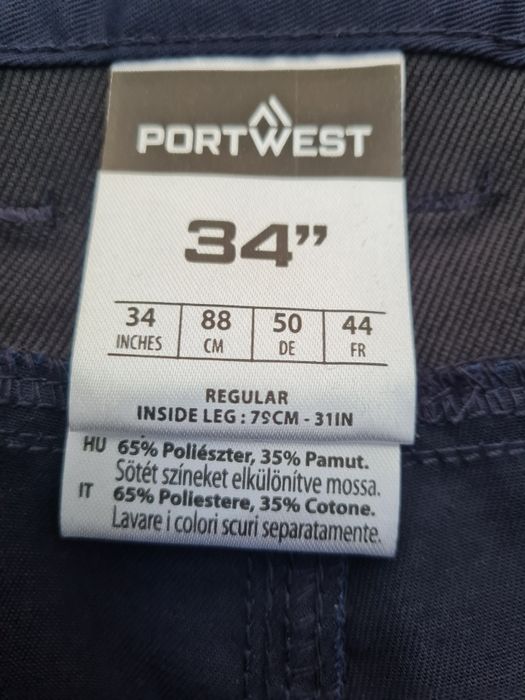 PORTWEST
34”
34 88 50 44
INCHES CM DE FR
REGULAR
INSIDE LEG : 79CM - 31IN
HU 65% Poliészter, 35% Pamut.
Sötét színeket elkülönítve mossa.
IT 65% Poliestere, 35% Cotone.
Lavare i colori scuri separatamente.